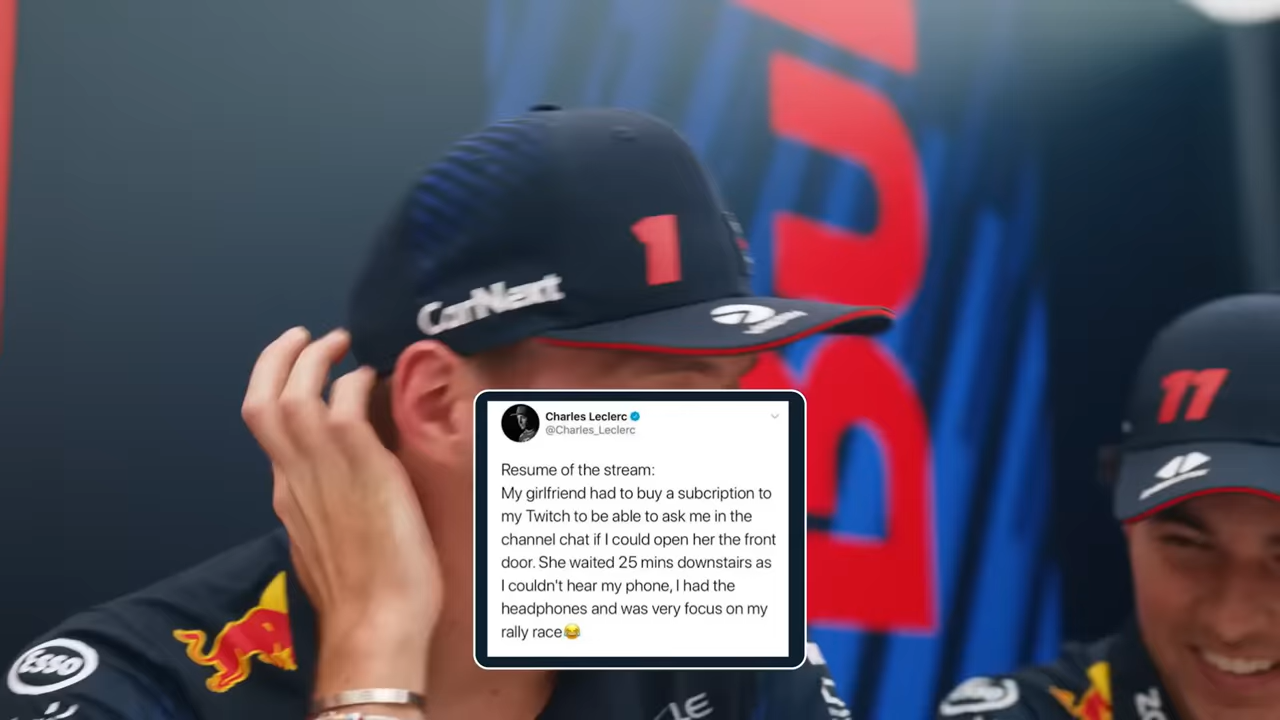 CarNext
1
11
Esso
Charles Leclerc
@Charles_Leclerc
Resume of the stream:
My girlfriend had to buy a subcription to
my Twitch to be able to ask me in the
channel chat if I could open her the front
door. She waited 25 mins downstairs as
I couldn't hear my phone, I had the
headphones and was very focus on my
rally race😂